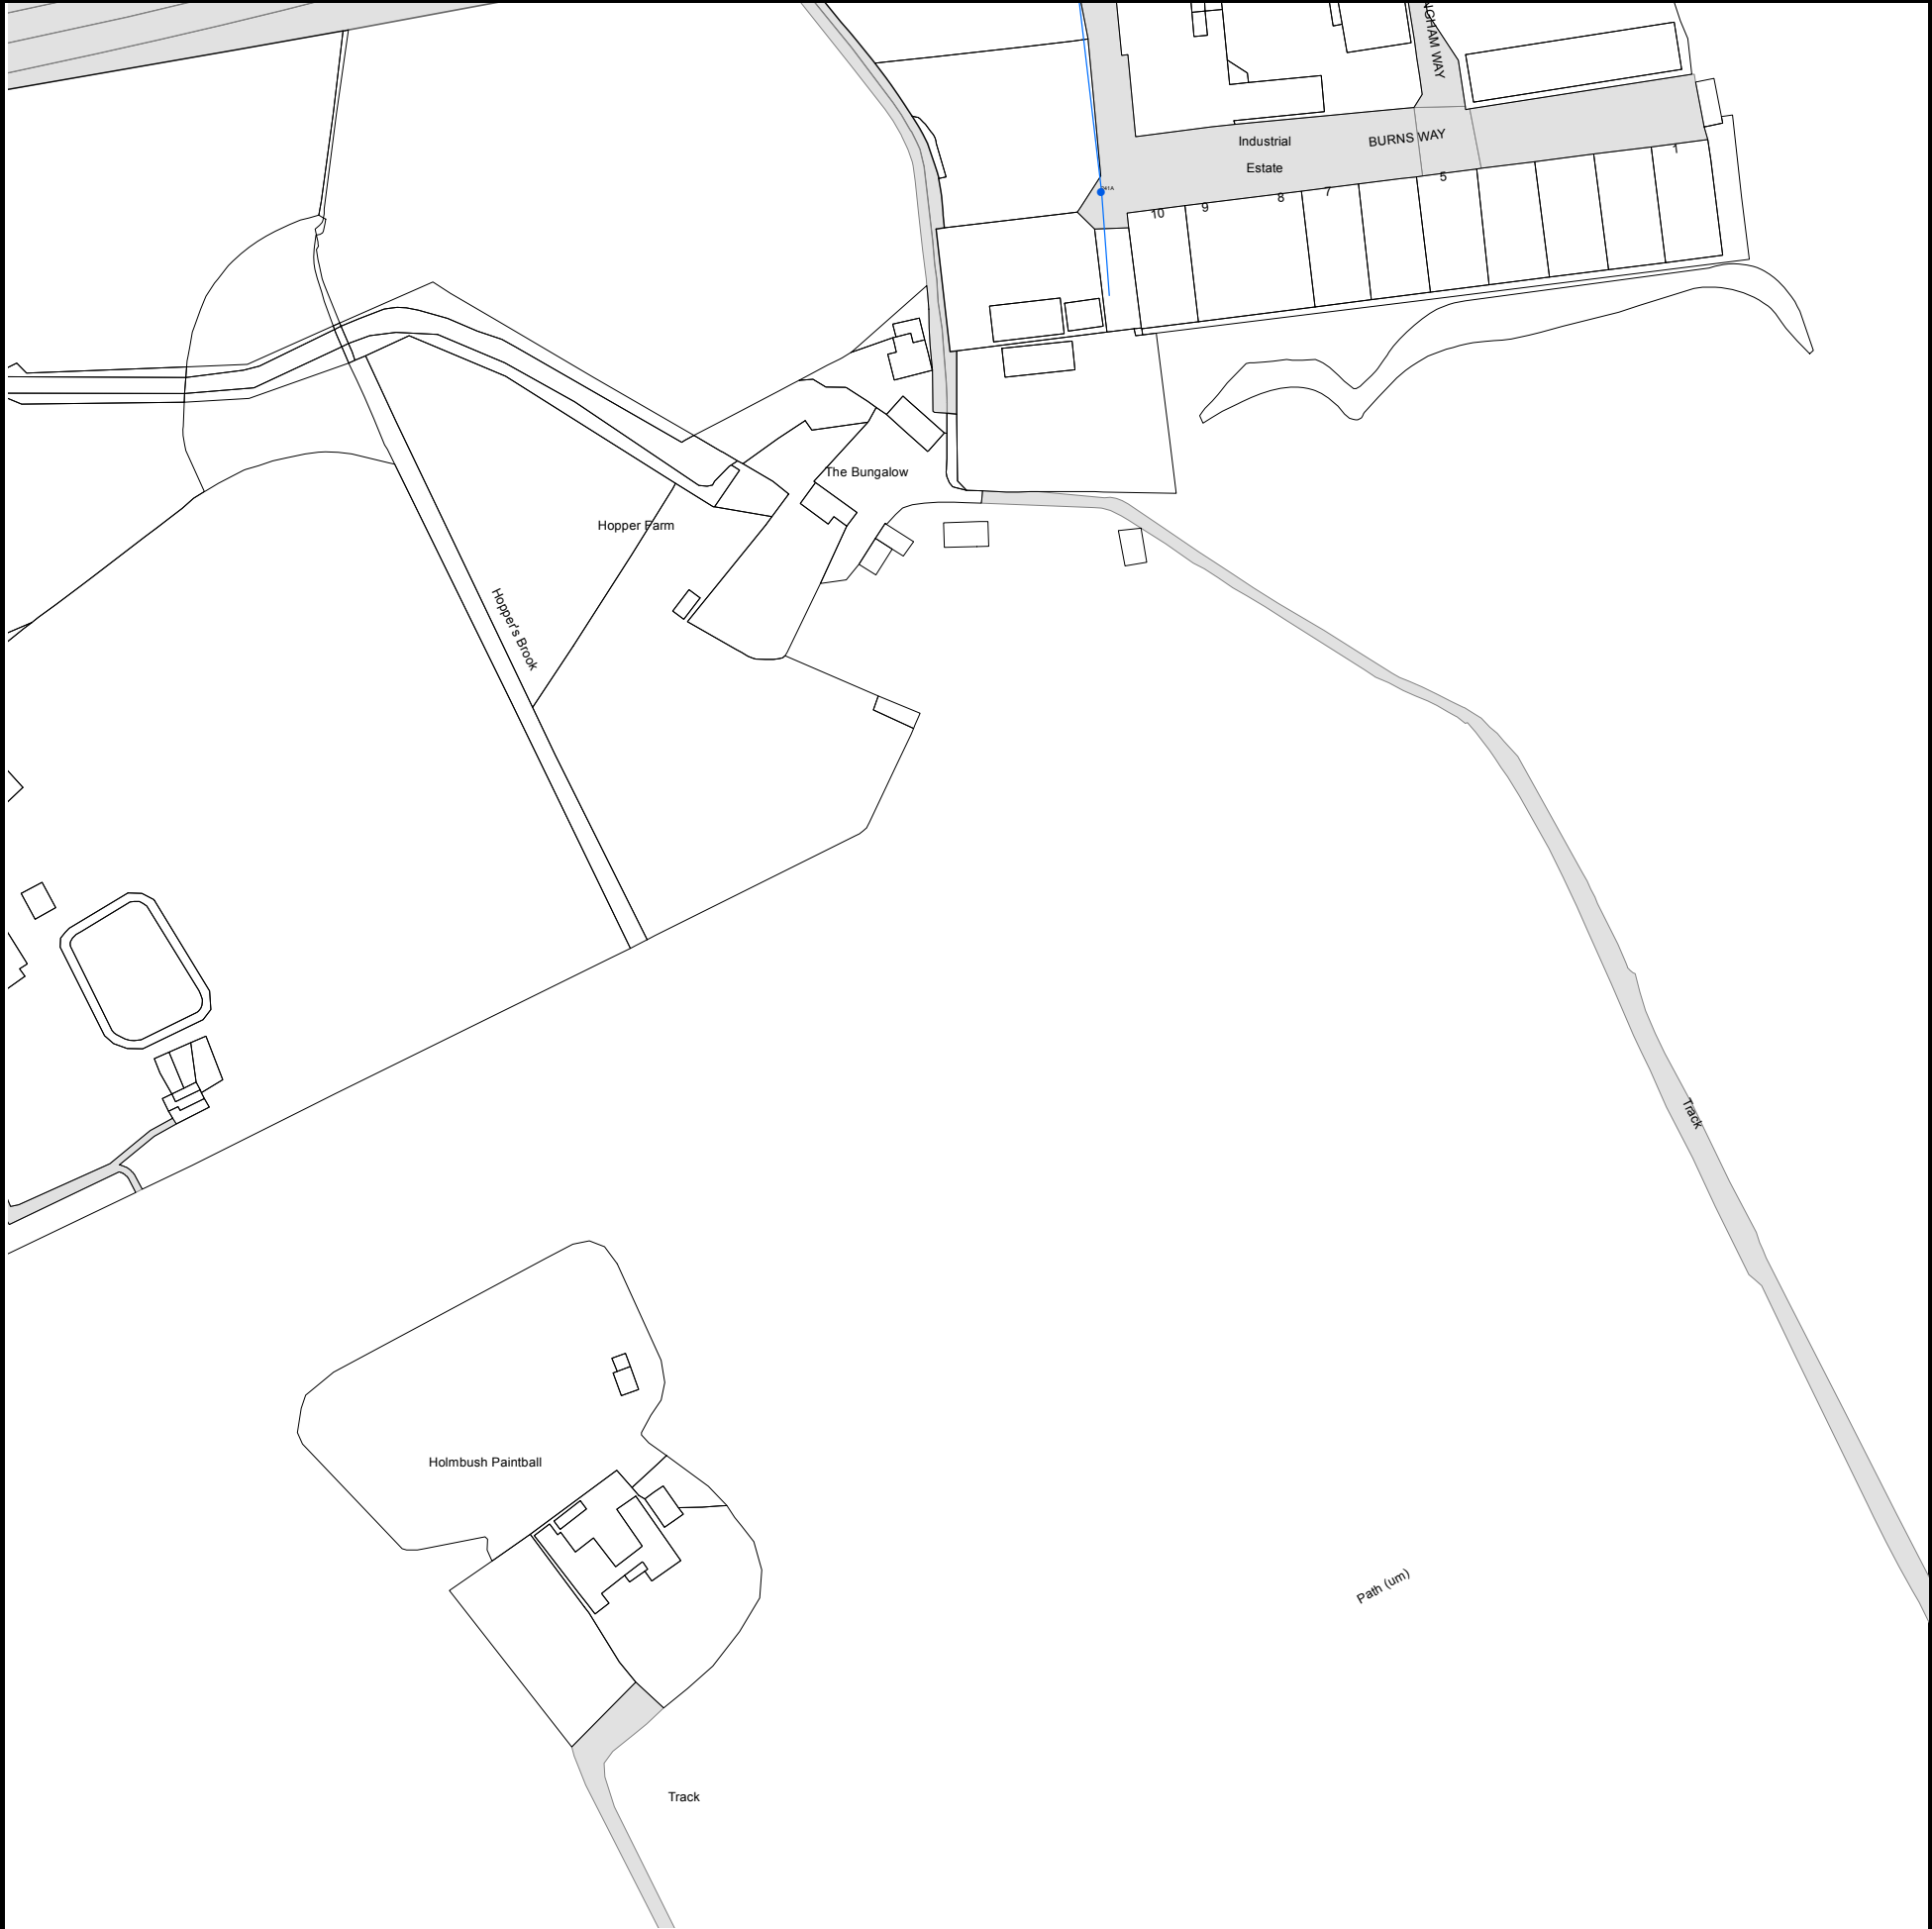 BURNS WAY
Industrial
Estate
1
5
7
8
9
10
The Bungalow
Hopper Farm
Hopper's Brook
Track
Holmbush Paintball
Path (um)
Track